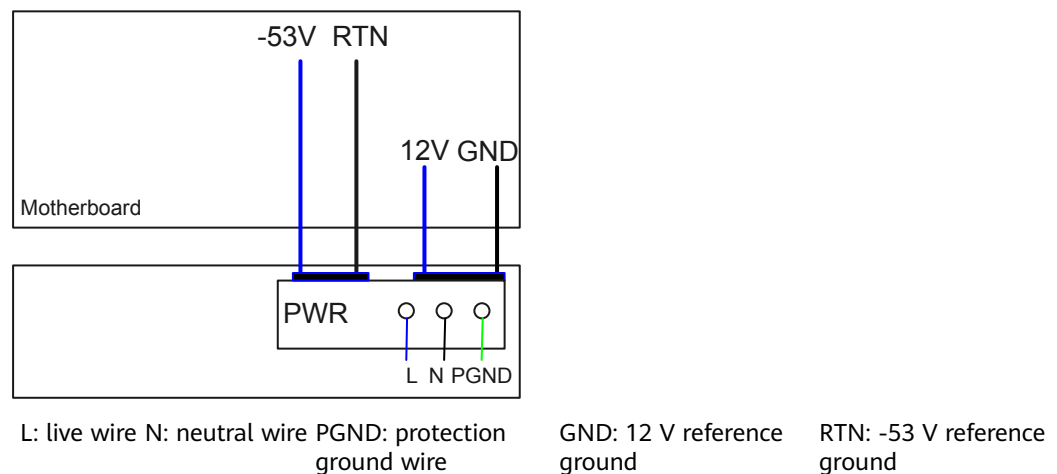 -53V RTN
12V GND
Motherboard
PWR
L N PGND
L: live wire N: neutral wire PGND: protection ground wire
GND: 12 V reference ground
RTN: -53 V reference ground